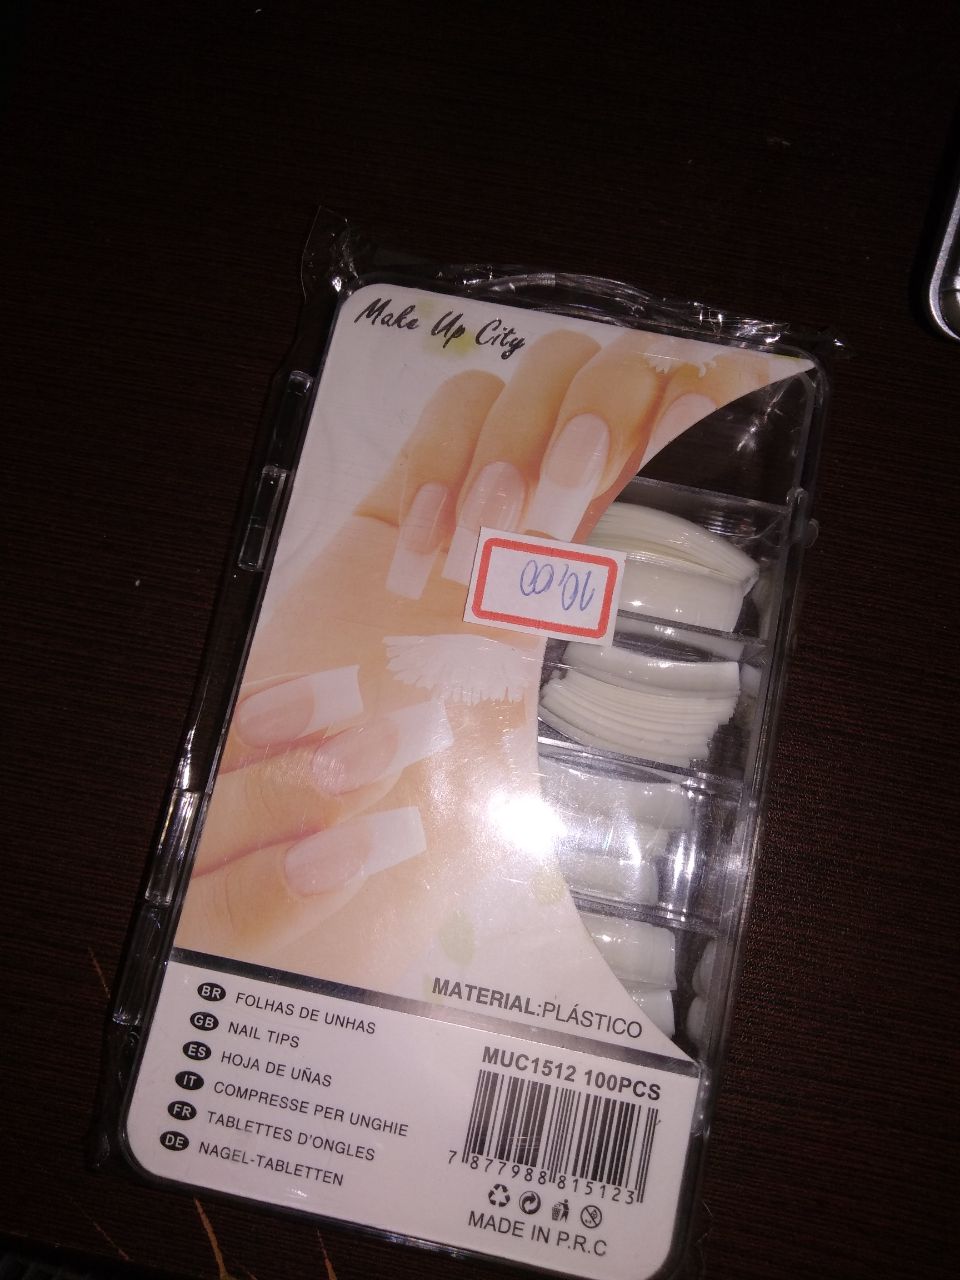 Make Up City
10,00
MATERIAL:PLÁSTICO
BR FOLHAS DE UNHAS
GB NAIL TIPS
ES HOJA DE UÑAS
IT COMPRESSE PER UNGHIE
FR TABLETTES D'ONGLES
DE NAGEL-TABLETTEN
MUC1512 100PCS
7 877988 815123
MADE IN P.R.C